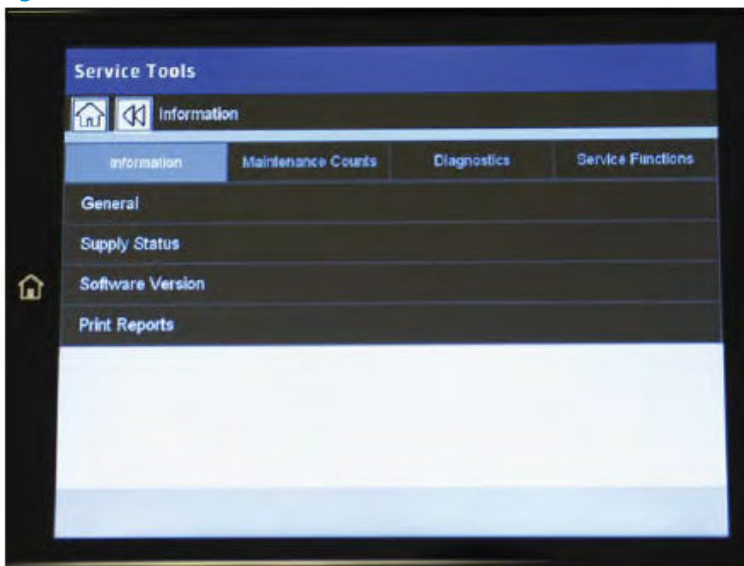 Service Tools
Information
Information Maintenance Counts Diagnostics Service Functions
General
Supply Status
Software Version
Print Reports